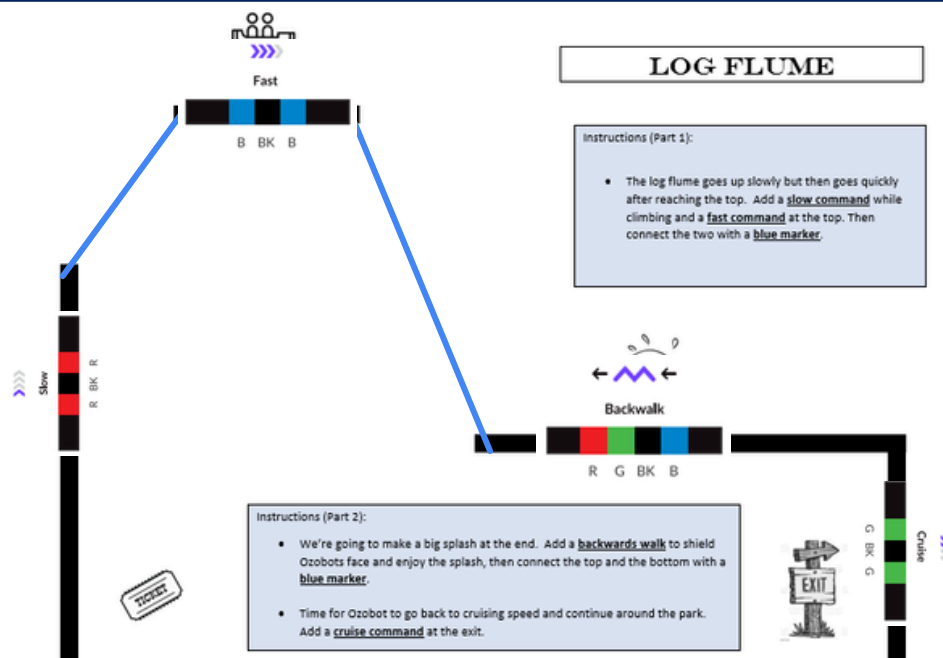 LOG FLUME
Fast
B BK B
Instructions (Part 1):
• The log flume goes up slowly but then goes quickly
after reaching the top. Add a slow command while
climbing and a fast command at the top. Then
connect the two with a blue marker.
Slow
R BK R
Backwalk
R G BK B
Instructions (Part 2):
• We're going to make a big splash at the end. Add a backwards walk to shield
Ozobots face and enjoy the splash, then connect the top and the bottom with a
blue marker.
• Time for Ozobot to go back to cruising speed and continue around the park.
Add a cruise command at the exit.
TICKET
EXIT
G BK G
Cruise